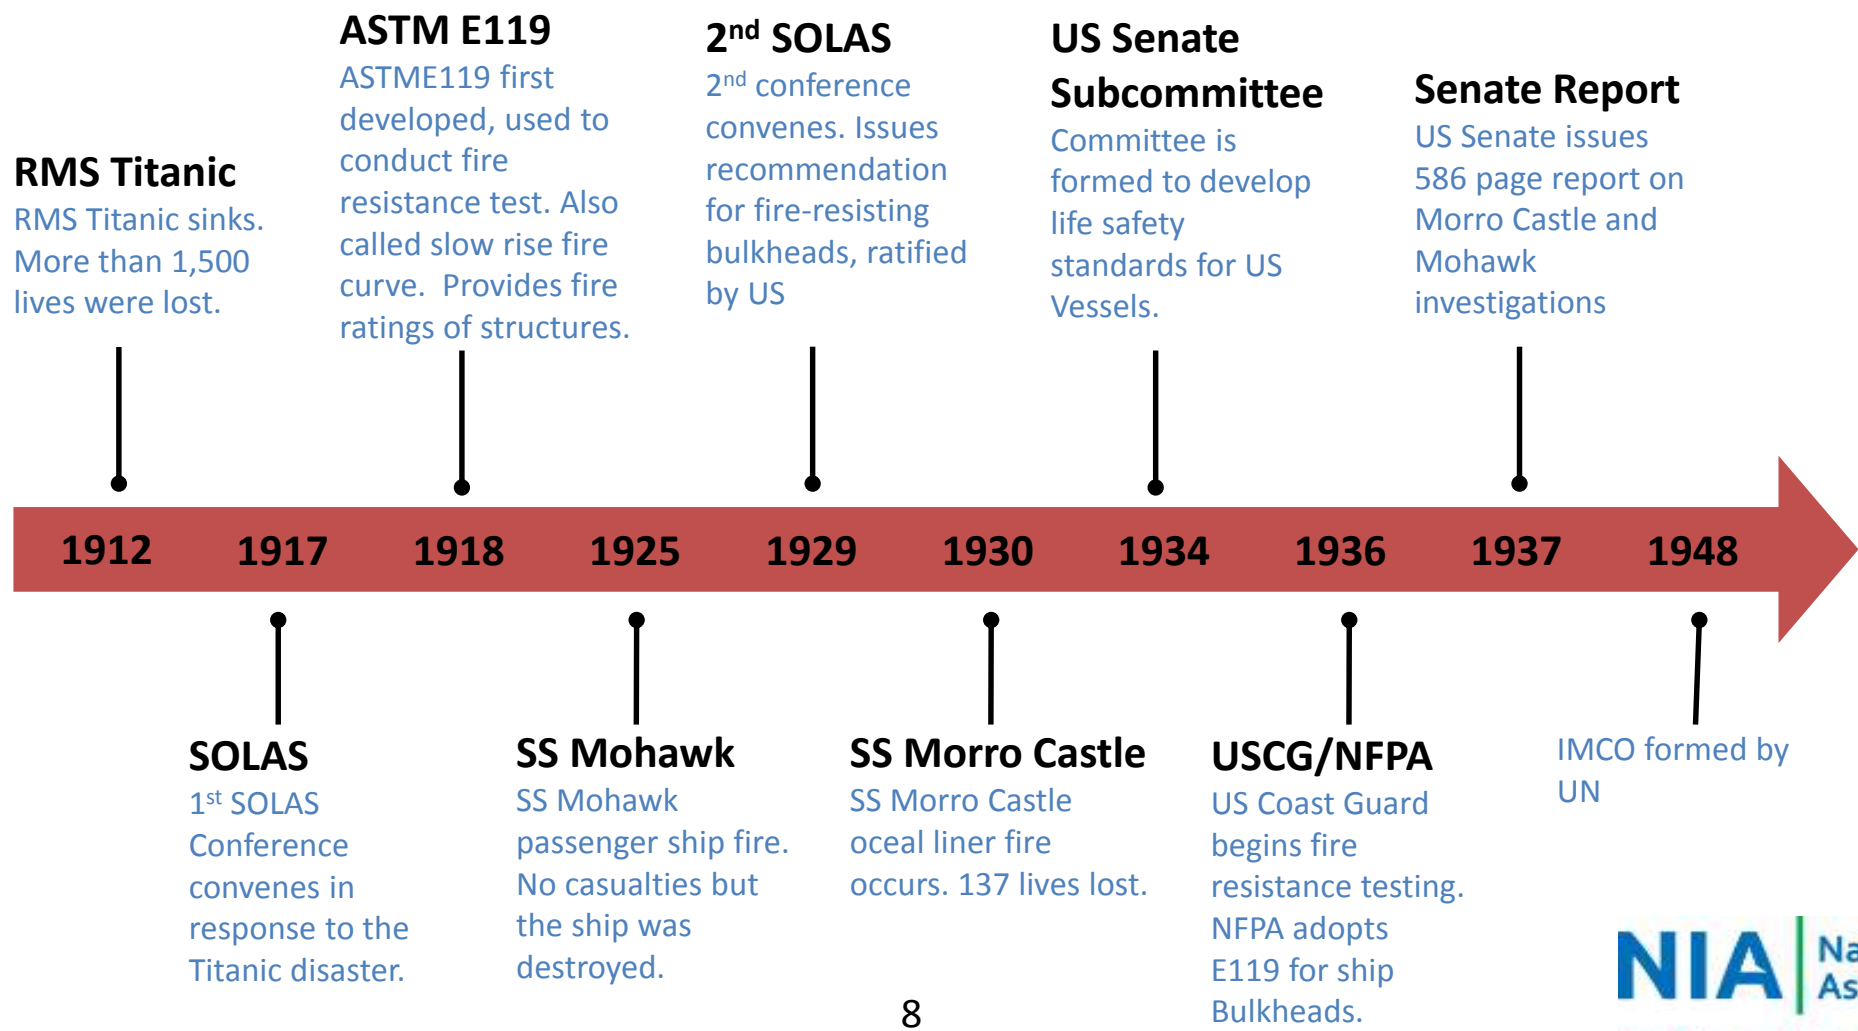 RMS Titanic
RMS Titanic sinks.
More than 1,500
lives were lost.
ASTM E119
ASTME119 first
developed, used to
conduct fire
resistance test. Also
called slow rise fire
curve.  Provides fire
ratings of structures.
2nd SOLAS
2nd conference
convenes. Issues
recommendation
for fire-resisting
bulkheads, ratified
by US
US Senate
Subcommittee
Committee is
formed to develop
life safety
standards for US
Vessels.
Senate Report
US Senate issues
586 page report on
Morro Castle and
Mohawk
investigations
1912 1917 1918 1925 1929 1930 1934 1936 1937 1948
SOLAS
1st SOLAS
Conference
convenes in
response to the
Titanic disaster.
SS Mohawk
SS Mohawk
passenger ship fire.
No casualties but
the ship was
destroyed.
SS Morro Castle
SS Morro Castle
oceal liner fire
occurs. 137 lives lost.
USCG/NFPA
US Coast Guard
begins fire
resistance testing.
NFPA adopts
E119 for ship
Bulkheads.
IMCO formed by
UN
8
NIA
Na
As